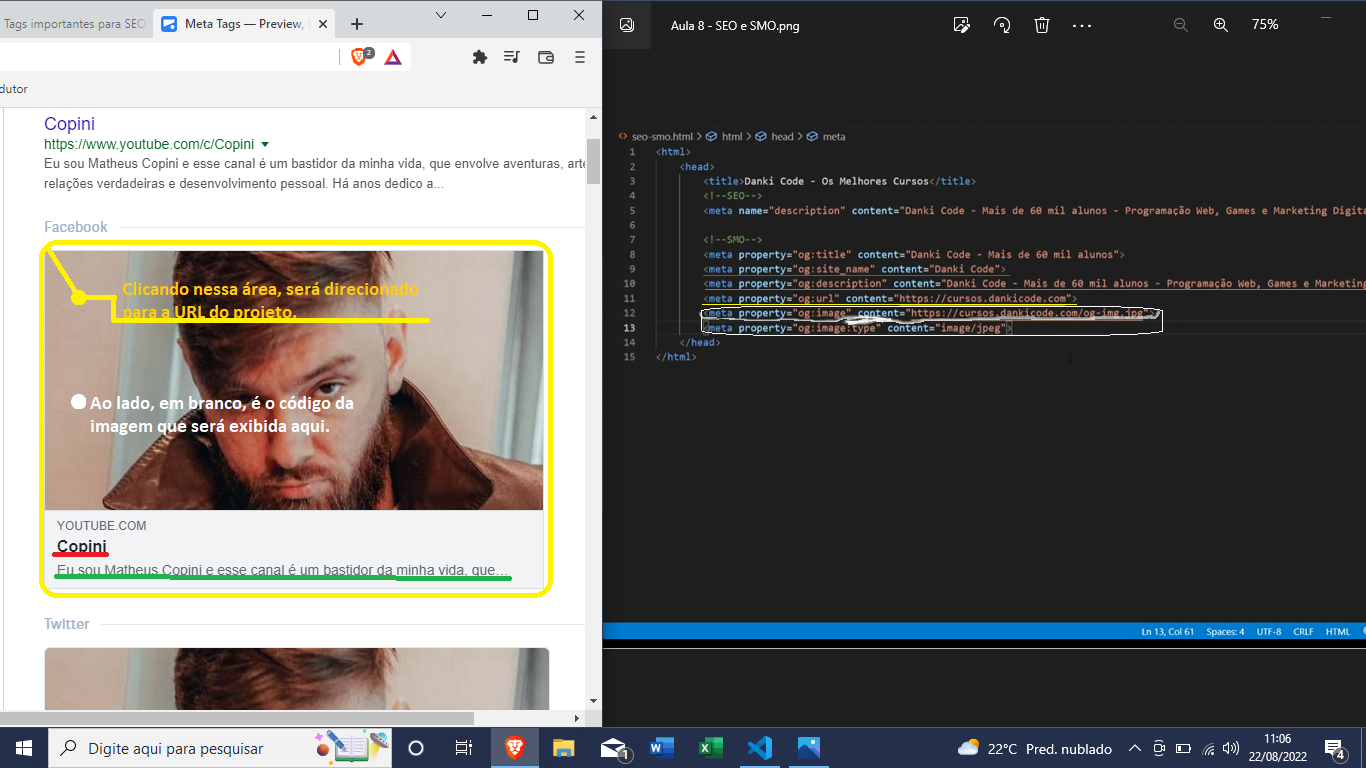 Tags importantes para SEO
Meta Tags — Preview,
2
dutor
Copini
https://www.youtube.com/c/Copini
Eu sou Matheus Copini e esse canal é um bastidor da minha vida, que envolve aventuras, arte
relações verdadeiras e desenvolvimento pessoal. Há anos dedico a...
Facebook
Clicando nessa área, será direcionado
para a URL do projeto.
Ao lado, em branco, é o código da
imagem que será exibida aqui.
YOUTUBE.COM
Copini
Eu sou Matheus Copini e esse canal é um bastidor da minha vida, que...
Twitter
Aula 8 - SEO e SMO.png
75%
seo-smo.html > html > head > meta
1 <html>
2 <head>
3 <title>Danki Code - Os Melhores Cursos</title>
4 <!--SEO-->
5 <meta name="description" content="Danki Code - Mais de 60 mil alunos - Programação Web, Games e Marketing Digita
6
7 <!--SMO-->
8 <meta property="og:title" content="Danki Code - Mais de 60 mil alunos">
9 <meta property="og:site_name" content="Danki Code">
10 <meta property="og:description" content="Danki Code - Mais de 60 mil alunos - Programação Web, Games e Marketing
11 <meta property="og:url" content="https://cursos.dankicode.com">
12 <meta property="og:image" content="https://cursos.dankicode.com/og-img.jpg">
13 <meta property="og:image:type" content="image/jpeg">
14 </head>
15 </html>
Ln 13, Col 61 Spaces: 4 UTF-8 CRLF HTML
Digite aqui para pesquisar
1
22°C Pred. nublado
11:06
22/08/2022
4